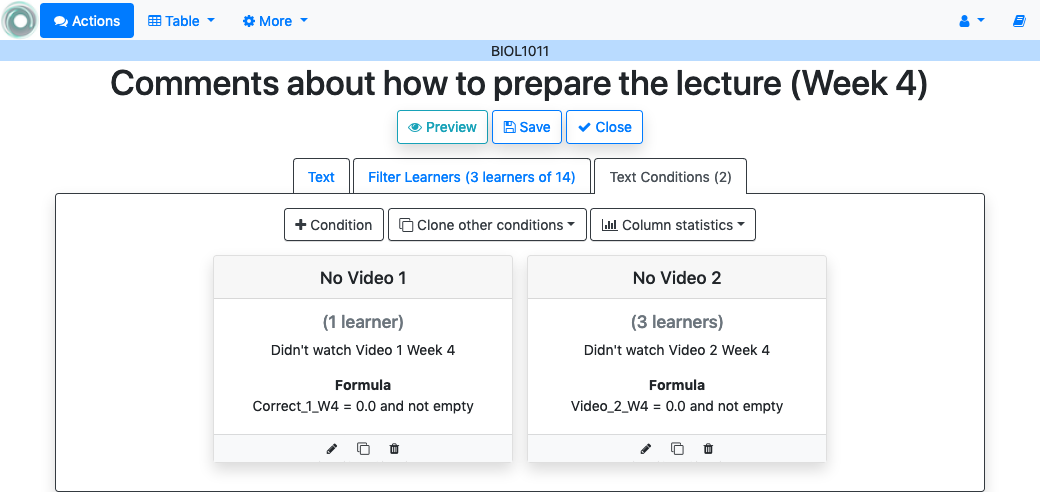 Actions Table More
BIOL1011
Comments about how to prepare the lecture (Week 4)
Preview Save Close
Text Filter Learners (3 learners of 14) Text Conditions (2)
Condition Clone other conditions Column statistics
No Video 1
(1 learner)
Didn't watch Video 1 Week 4
Formula
Correct_1_W4 = 0.0 and not empty
No Video 2
(3 learners)
Didn't watch Video 2 Week 4
Formula
Video_2_W4 = 0.0 and not empty